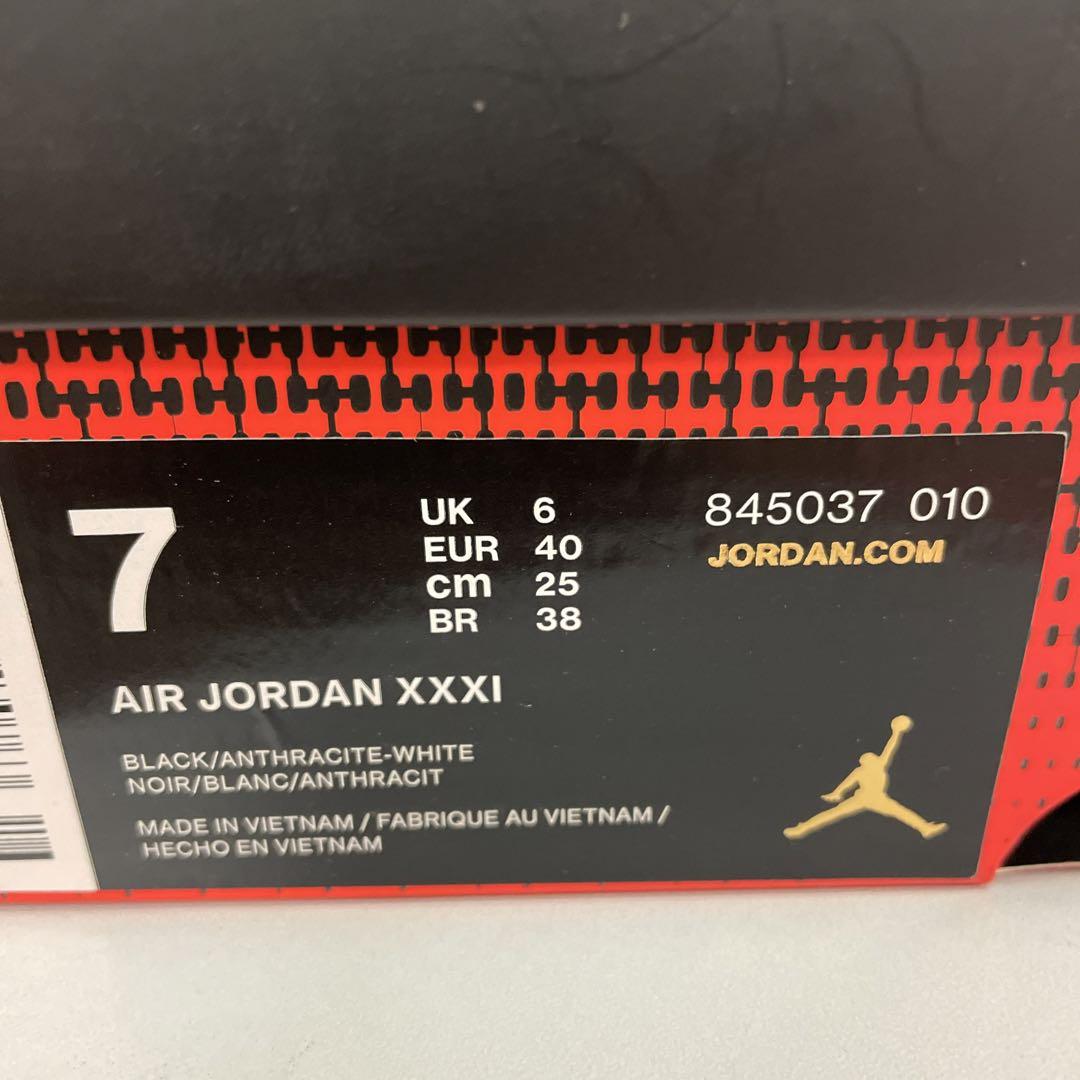 7
UK 6
EUR 40
cm 25
BR 38
845037 010
JORDAN.COM
AIR JORDAN XXXI
BLACK/ANTHRACITE-WHITE
NOIR/BLANC/ANTHRACIT
MADE IN VIETNAM / FABRIQUE AU VIETNAM /
HECHO EN VIETNAM